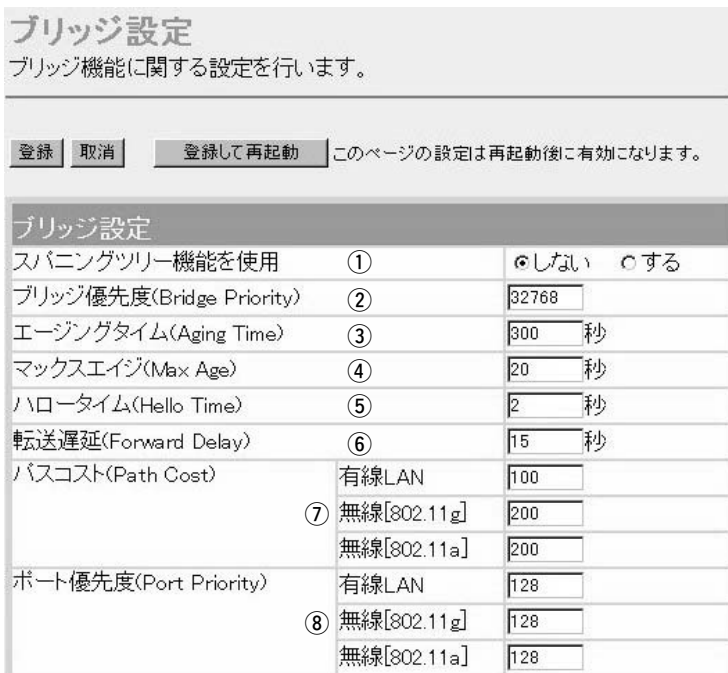 ブリッジ設定
ブリッジ機能に関する設定を行います。
登録 取消 登録して再起動 このページの設定は再起動後に有効になります。
ブリッジ設定
スパニングツリー機能を使用 ① しない する
ブリッジ優先度(Bridge Priority) ② 32768
エージングタイム(Aging Time) ③ 300 秒
マックスエイジ(Max Age) ④ 20 秒
ハロータイム(Hello Time) ⑤ 2 秒
転送遅延(Forward Delay) ⑥ 15 秒
パスコスト(Path Cost) 有線LAN 100
⑦ 無線[802.11g] 200
無線[802.11a] 200
ポート優先度(Port Priority) 有線LAN 128
⑧ 無線[802.11g] 128
無線[802.11a] 128